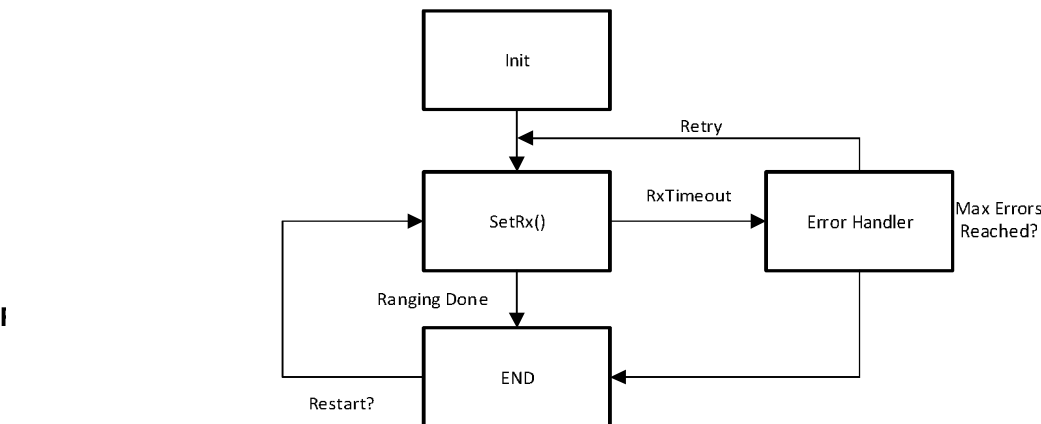 Init
Retry
SetRx()
RxTimeout
Error Handler
Max Errors
Reached?
Ranging Done
END
Restart?